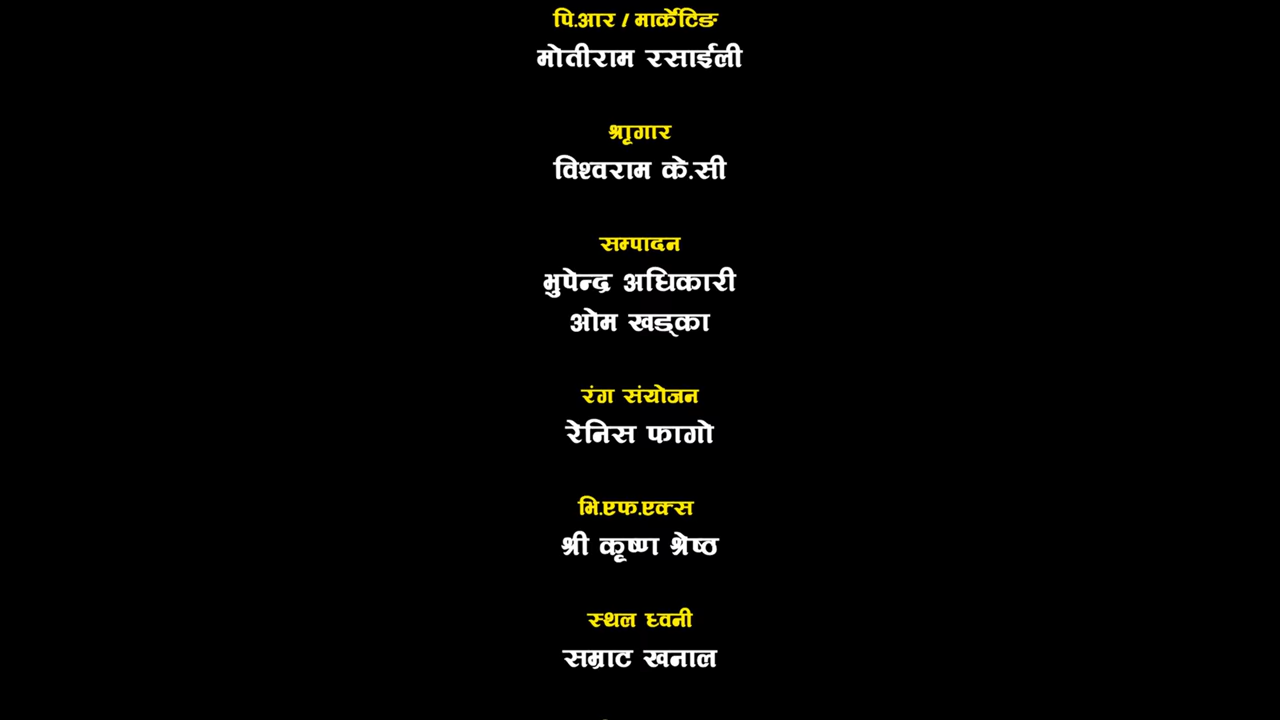 पि.आर / मार्केटिङ
मोतीराम रसाईली
श्रृगार
विश्वराम के.सी
सम्पादन
भुपेन्द्र अधिकारी
ओम खड्का
रंग संयोजन
रेनिस फागो
भि.एफ.एक्स
श्री कृष्ण श्रेष्ठ
स्थल ध्वनी
सम्राट खनाल